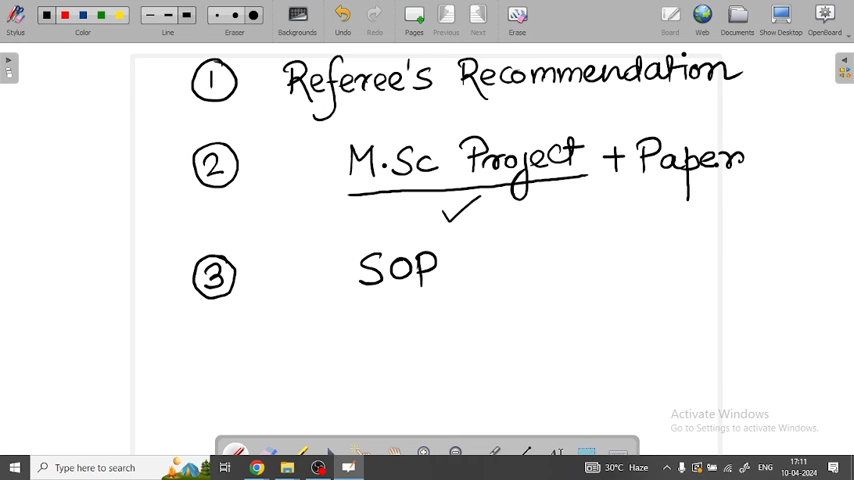 Stylus
Color
Line
Eraser
Backgrounds
Undo
Redo
Pages
Previous
Next
Erase
Board
Web
Documents
Show Desktop
OpenBoard
① Referee's Recommendation
② M.Sc Project + Paper
③ SOP
Activate Windows
Go to Settings to activate Windows.
Type here to search
30°C Haze
ENG
17:11
10-04-2024